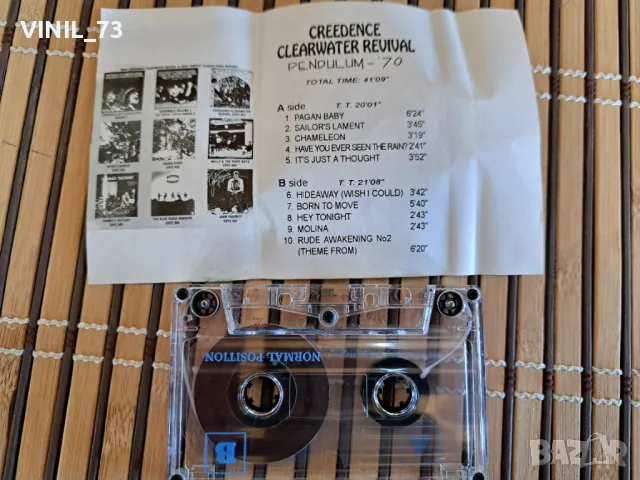 VINIL_73
CREEDENCE
CLEARWATER REVIVAL
PENDULUM - '70
TOTAL TIME: 41'09"
A side T. T. 20'01"
1. PAGAN BABY 6'24"
2. SAILOR'S LAMENT 3'45"
3. CHAMELEON 3'19"
4. HAVE YOU EVER SEEN THE RAIN? 2'41"
5. IT'S JUST A THOUGHT 3'52"
B side T. T. 21'08"
6. HIDEAWAY (WISH I COULD) 3'42"
7. BORN TO MOVE 5'40"
8. HEY TONIGHT 2'43"
9. MOLINA 2'43"
10. RUDE AWAKENING No2
(THEME FROM) 6'20"
NORMAL POSITION
B
BAZAR